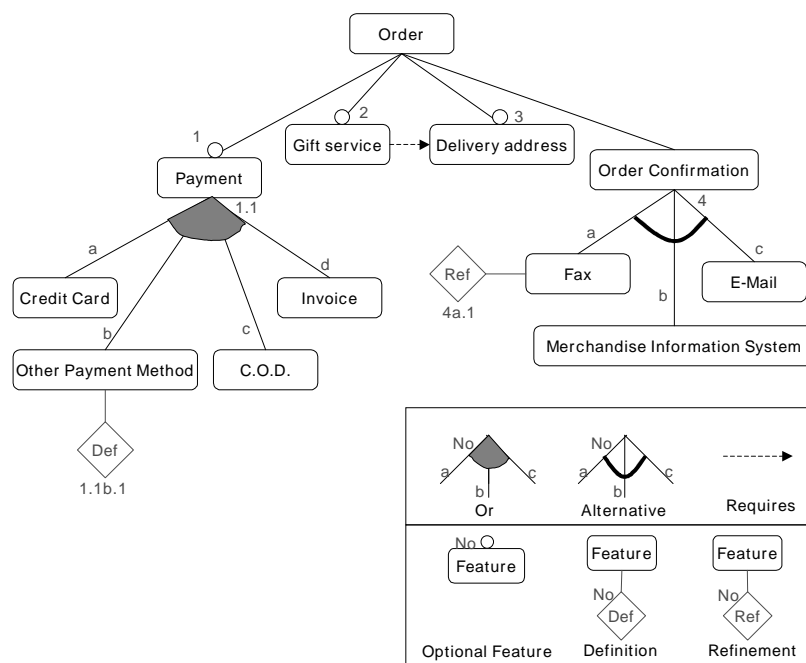 Order
1
2
3
Gift service
Delivery address
Payment
Order Confirmation
1.1
4
a
b
c
d
a
b
c
Credit Card
Invoice
Ref
4a.1
Fax
E-Mail
Other Payment Method
C.O.D.
Merchandise Information System
Def
1.1b.1
No
a
b
c
Or
No
a
b
c
Alternative
Requires
No
Feature
Optional Feature
Feature
No
Def
Definition
Feature
No
Ref
Refinement